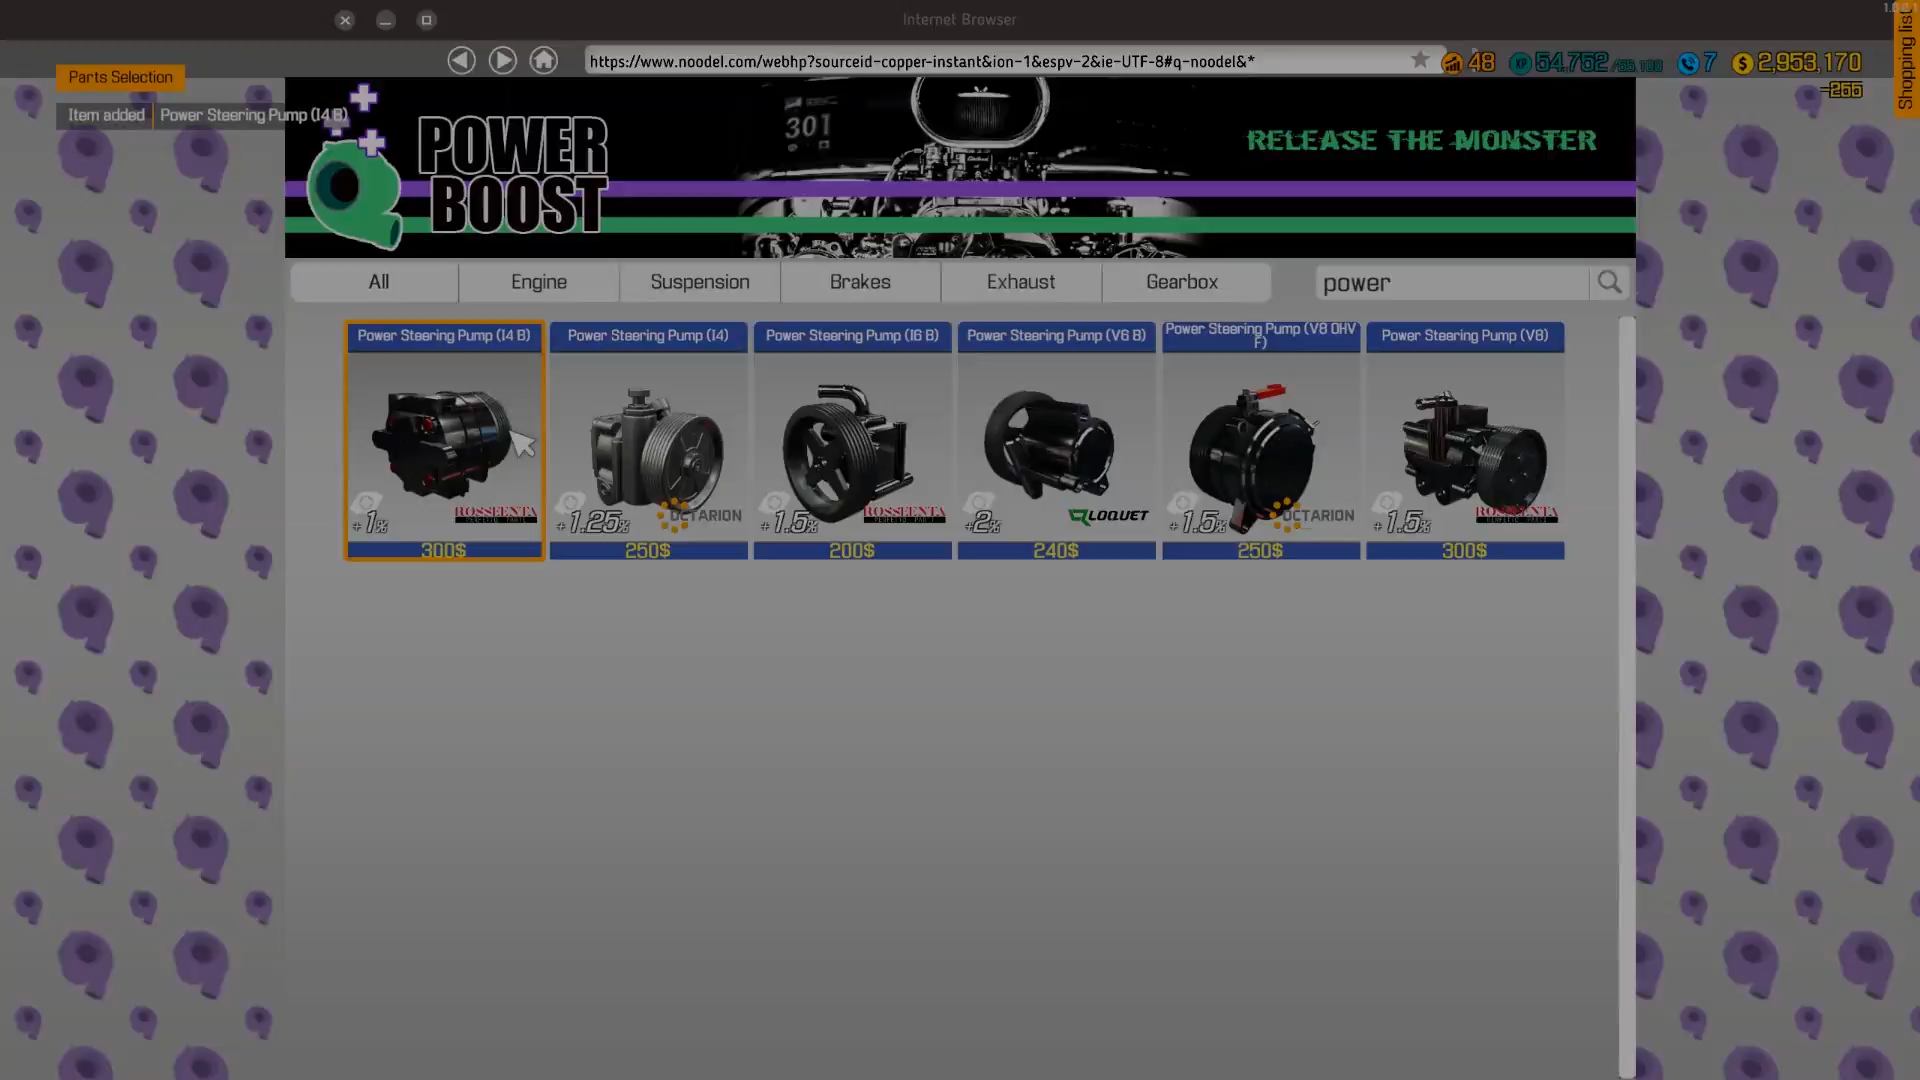 Internet Browser
https://www.noodel.com/webhp?sourceid-copper-instant&ion-1&espv-2&ie-UTF-8#q-noodel&*
48
54,752
7
2,953,170
-255
Shopping list
Parts Selection
Item added
Power Steering Pump (I4 B)
POWER
BOOST
301
RELEASE THE MONSTER
All
Engine
Suspension
Brakes
Exhaust
Gearbox
power
Power Steering Pump (I4 B)
+1%
ROSSEENTA
300$
Power Steering Pump (I4)
+1.25%
OCTARION
250$
Power Steering Pump (I6 B)
+1.5%
ROSSEENTA
200$
Power Steering Pump (V6 B)
+2%
LOQUET
240$
Power Steering Pump (V8 OHV
F)
+1.5%
OCTARION
250$
Power Steering Pump (V8)
+1.5%
ROSSEENTA
300$